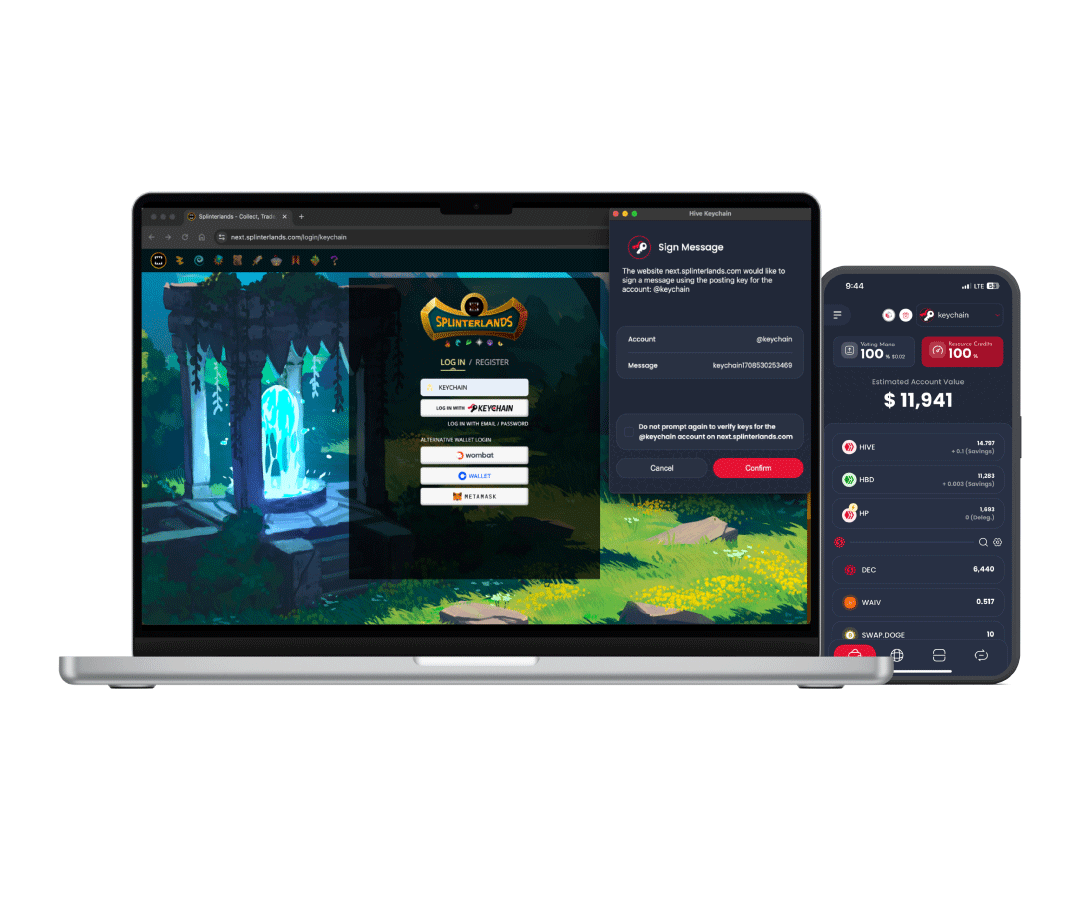 Splinterlands - Collect, Trade
next.splinterlands.com/login/keychain
SPLINTERLANDS
LOG IN / REGISTER
KEYCHAIN
LOG IN WITH KEYCHAIN
LOG IN WITH EMAIL / PASSWORD
ALTERNATIVE WALLET LOGIN
wombat
WALLET
METAMASK
Hive Keychain
Sign Message
The website next.splinterlands.com would like to
sign a message using the posting key for the
account: @keychain
Account @keychain
Message keychain1708530253469
Do not prompt again to verify keys for the
@keychain account on next.splinterlands.com
Cancel Confirm
9:44 LTE
keychain
Voting Mana
100 % $0.02
Resource Credits
100 %
Estimated Account Value
$ 11,941
HIVE 14.797
+ 0.1 (Savings)
HBD 11,283
+ 0.003 (Savings)
HP 1,693
0 (Deleg.)
DEC 6,440
WAIV 0.517
SWAP.DOGE 10